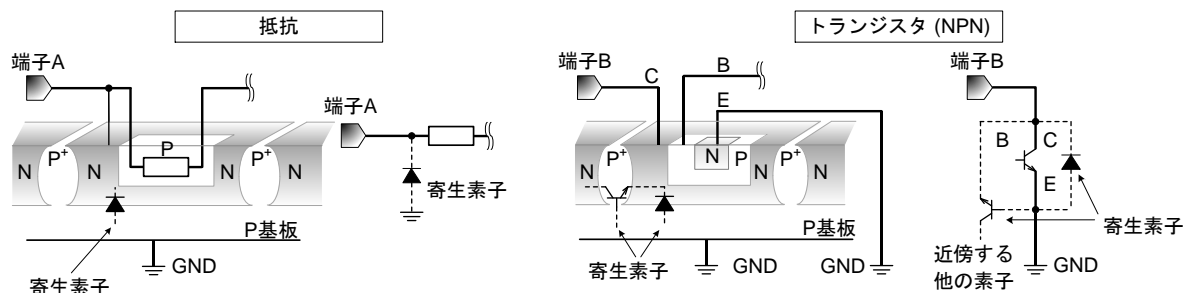 抵抗
端子A
P
N
P+
N
N
P+
N
P基板
寄生素子
GND
端子A
寄生素子
トランジスタ (NPN)
端子B
C
B
E
N
P+
N
N
P
N
P+
N
P基板
寄生素子
GND
GND
端子B
B
C
E
寄生素子
近傍する
他の素子
GND